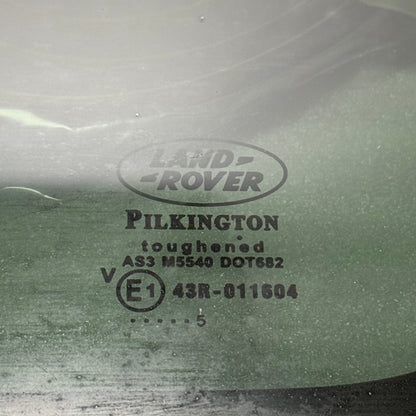 LAND-
-ROVER
PILKINGTON
toughened
AS3 M5540 DOT682
V E1 43R-011604
.....5